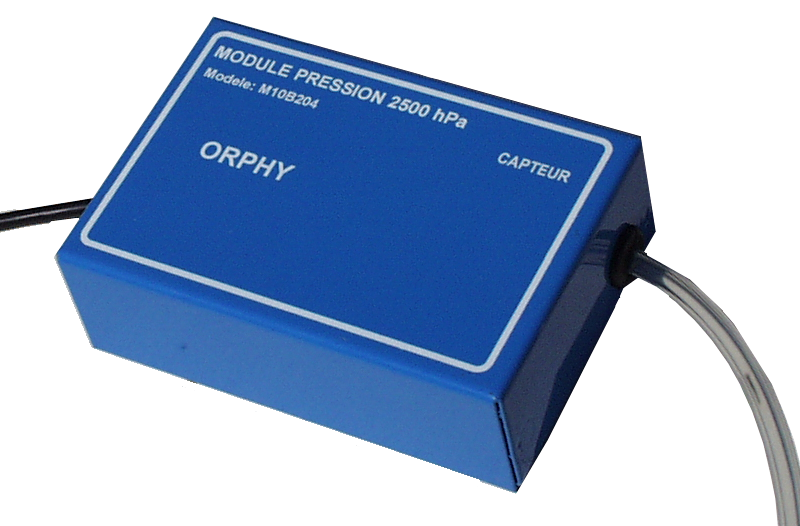 MODULE PRESSION 2500 hPa
Modele: M10B204
ORPHY
CAPTEUR